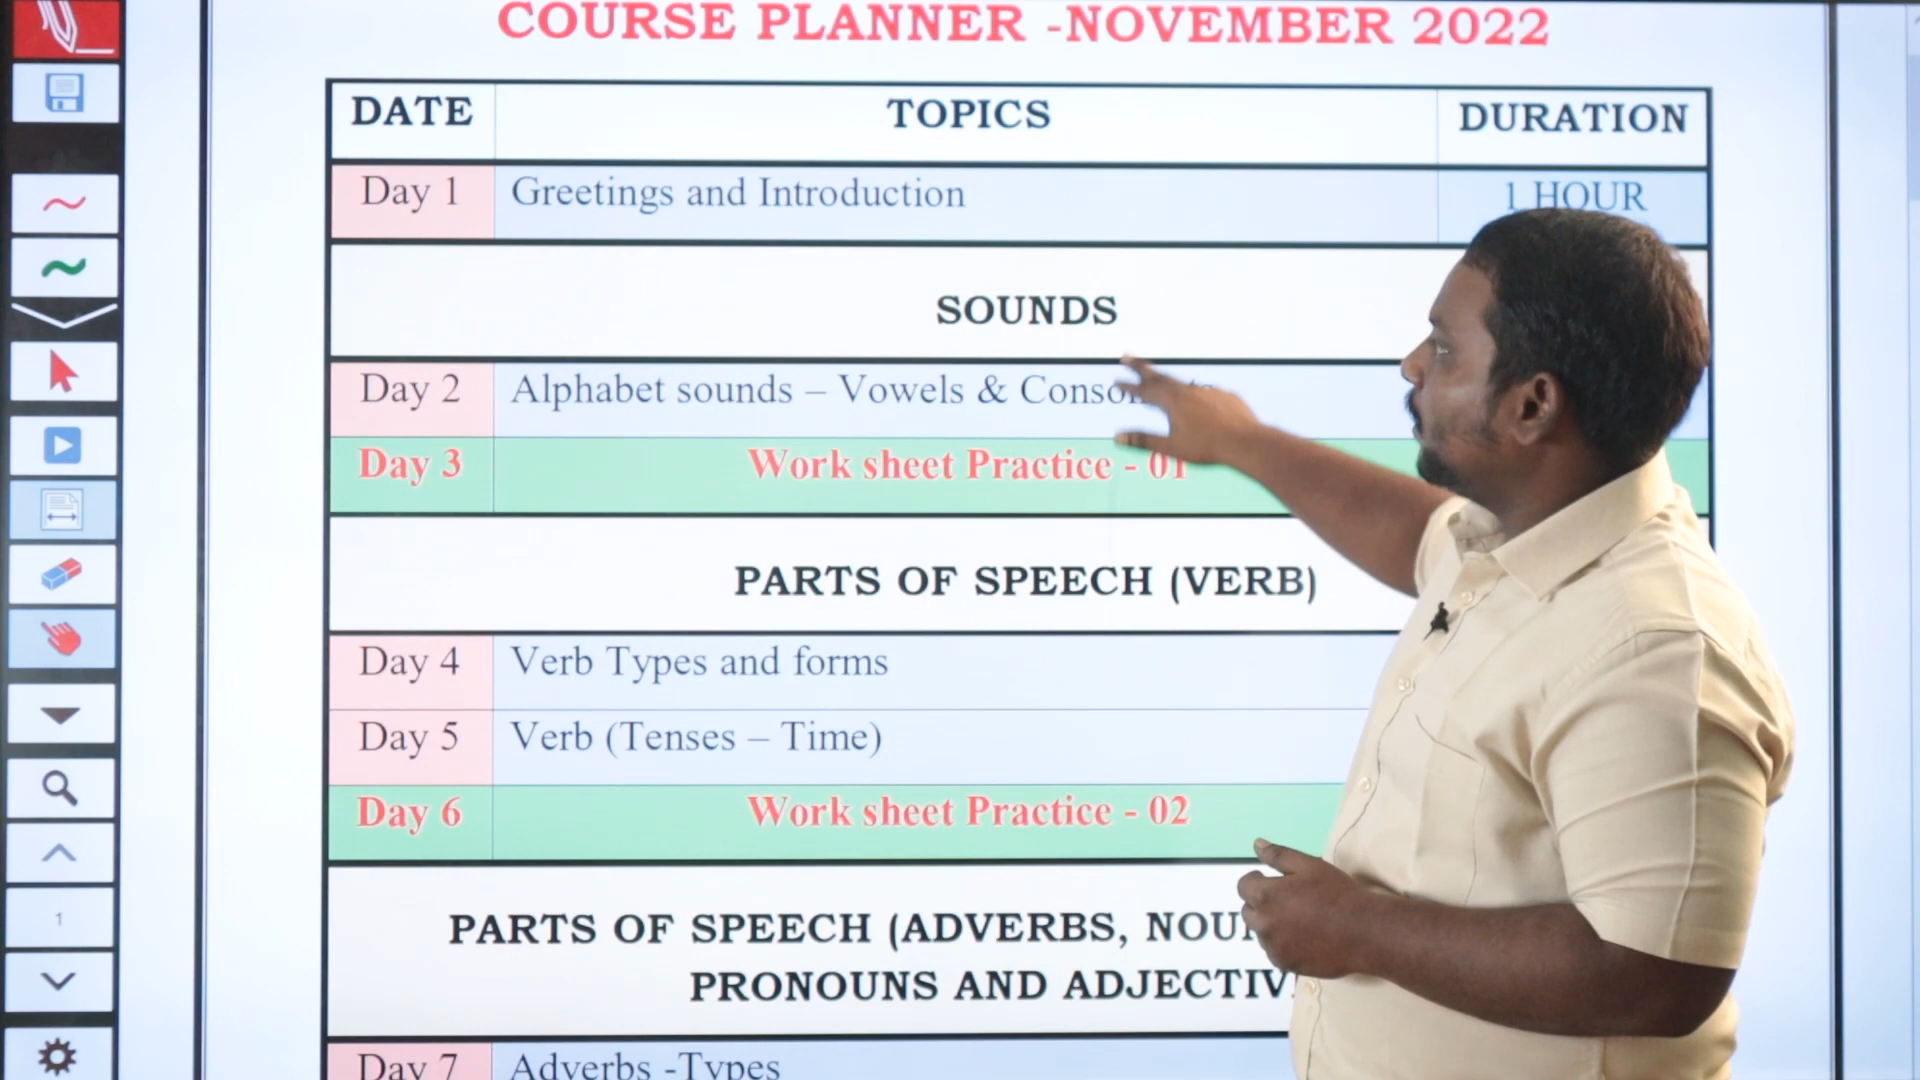 COURSE PLANNER -NOVEMBER 2022
DATE TOPICS DURATION
Day 1 Greetings and Introduction 1 HOUR
SOUNDS
Day 2 Alphabet sounds – Vowels &
Day 3 Work sheet Practice - 01
PARTS OF SPEECH (VERB)
Day 4 Verb Types and forms
Day 5 Verb (Tenses – Time)
Day 6 Work sheet Practice - 02
PARTS OF SPEECH (ADVERBS,
PRONOUNS AND
Day 7 Adverbs -Types
1